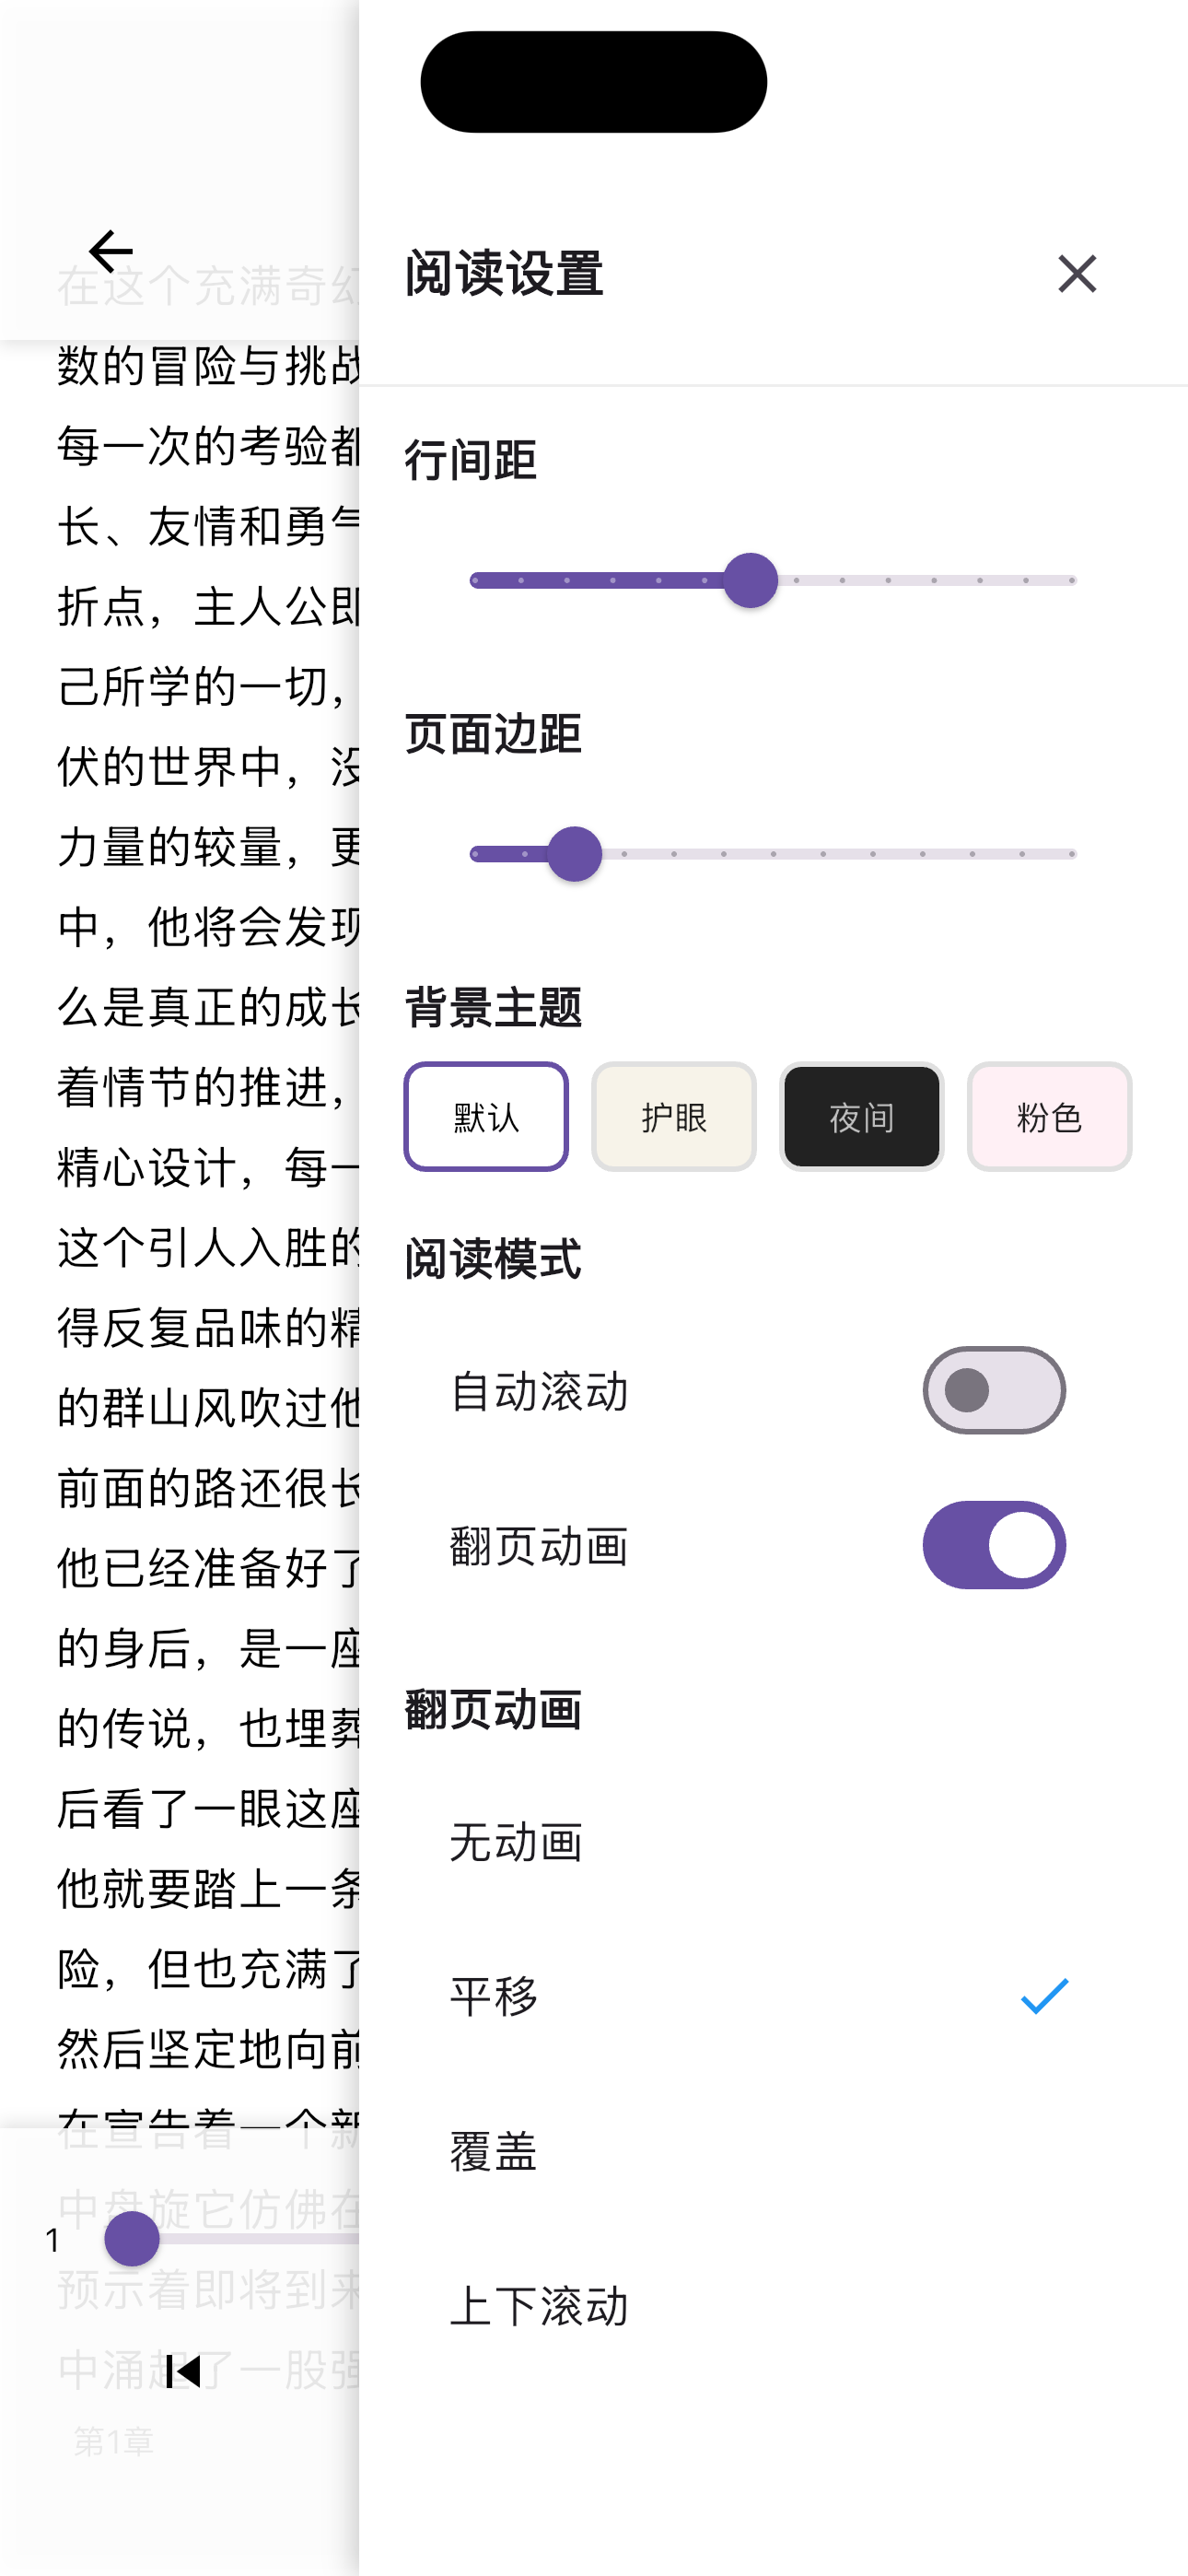 在这个充满奇幻
数的冒险与挑战
每一次的考验都
长、友情和勇气
折点，主人公即
己所学的一切，
伏的世界中，没
力量的较量，更
中，他将会发现
么是真正的成长
着情节的推进，
精心设计，每一
这个引人入胜的
得反复品味的精
的群山风吹过他
前面的路还很长
他已经准备好了
的身后，是一座
的传说，也埋葬
后看了一眼这座
他就要踏上一条
险，但也充满了
然后坚定地向前
在宣告着一个新
中盘旋它仿佛在
1
预示着即将到来
中涌起了一股强
第1章
阅读设置
行间距
页面边距
背景主题
默认 护眼 夜间 粉色
阅读模式
自动滚动
翻页动画
翻页动画
无动画
平移
覆盖
上下滚动